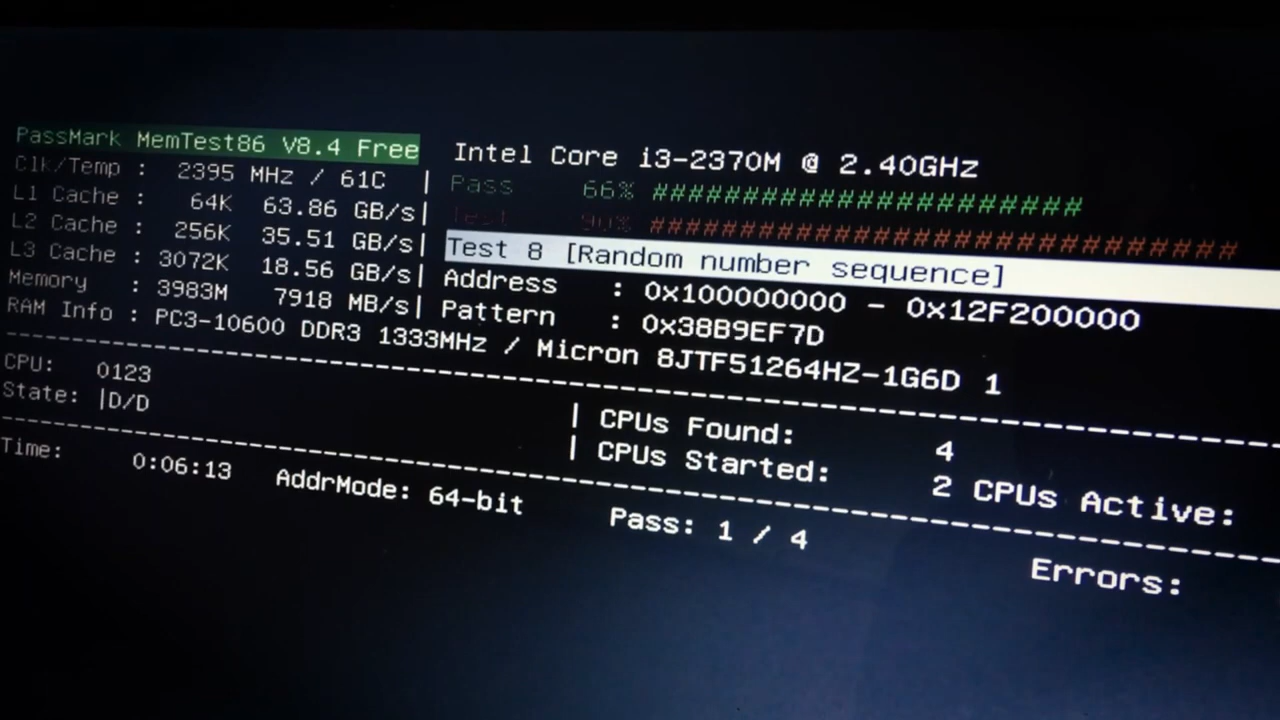 PassMark MemTest86 V8.4 Free    Intel Core i3-2370M @ 2.40GHz
Clk/Temp :  2395 MHz / 61C   | Pass   66% #######################
L1 Cache :   64K  63.86 GB/s| Test   90% ###############################
L2 Cache :  256K  35.51 GB/s| Test 8 [Random number sequence]
L3 Cache : 3072K  18.56 GB/s| Address   : 0x100000000 - 0x12F200000
Memory   : 3983M   7918 MB/s| Pattern   : 0x38B9EF7D
RAM Info : PC3-10600 DDR3 1333MHz / Micron 8JTF51264HZ-1G6D 1
CPU:   0123                  | CPUs Found:      4
State: |D/D                  | CPUs Started:    2 CPUs Active:
Time:    0:06:13   AddrMode: 64-bit     Pass: 1 / 4     Errors: